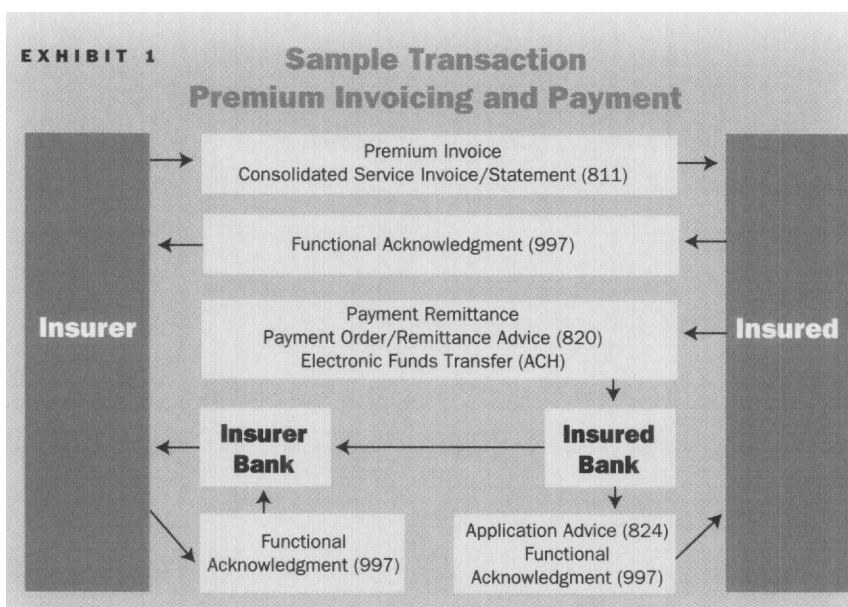 EXHIBIT 1
Sample Transaction
Premium Invoicing and Payment
Premium Invoice
Consolidated Service Invoice/Statement (811)
Functional Acknowledgment (997)
Insurer
Payment Remittance
Payment Order/Remittance Advice (820)
Electronic Funds Transfer (ACH)
Insured
Insurer
Bank
Insured
Bank
Functional
Acknowledgment (997)
Application Advice (824)
Functional
Acknowledgment (997)